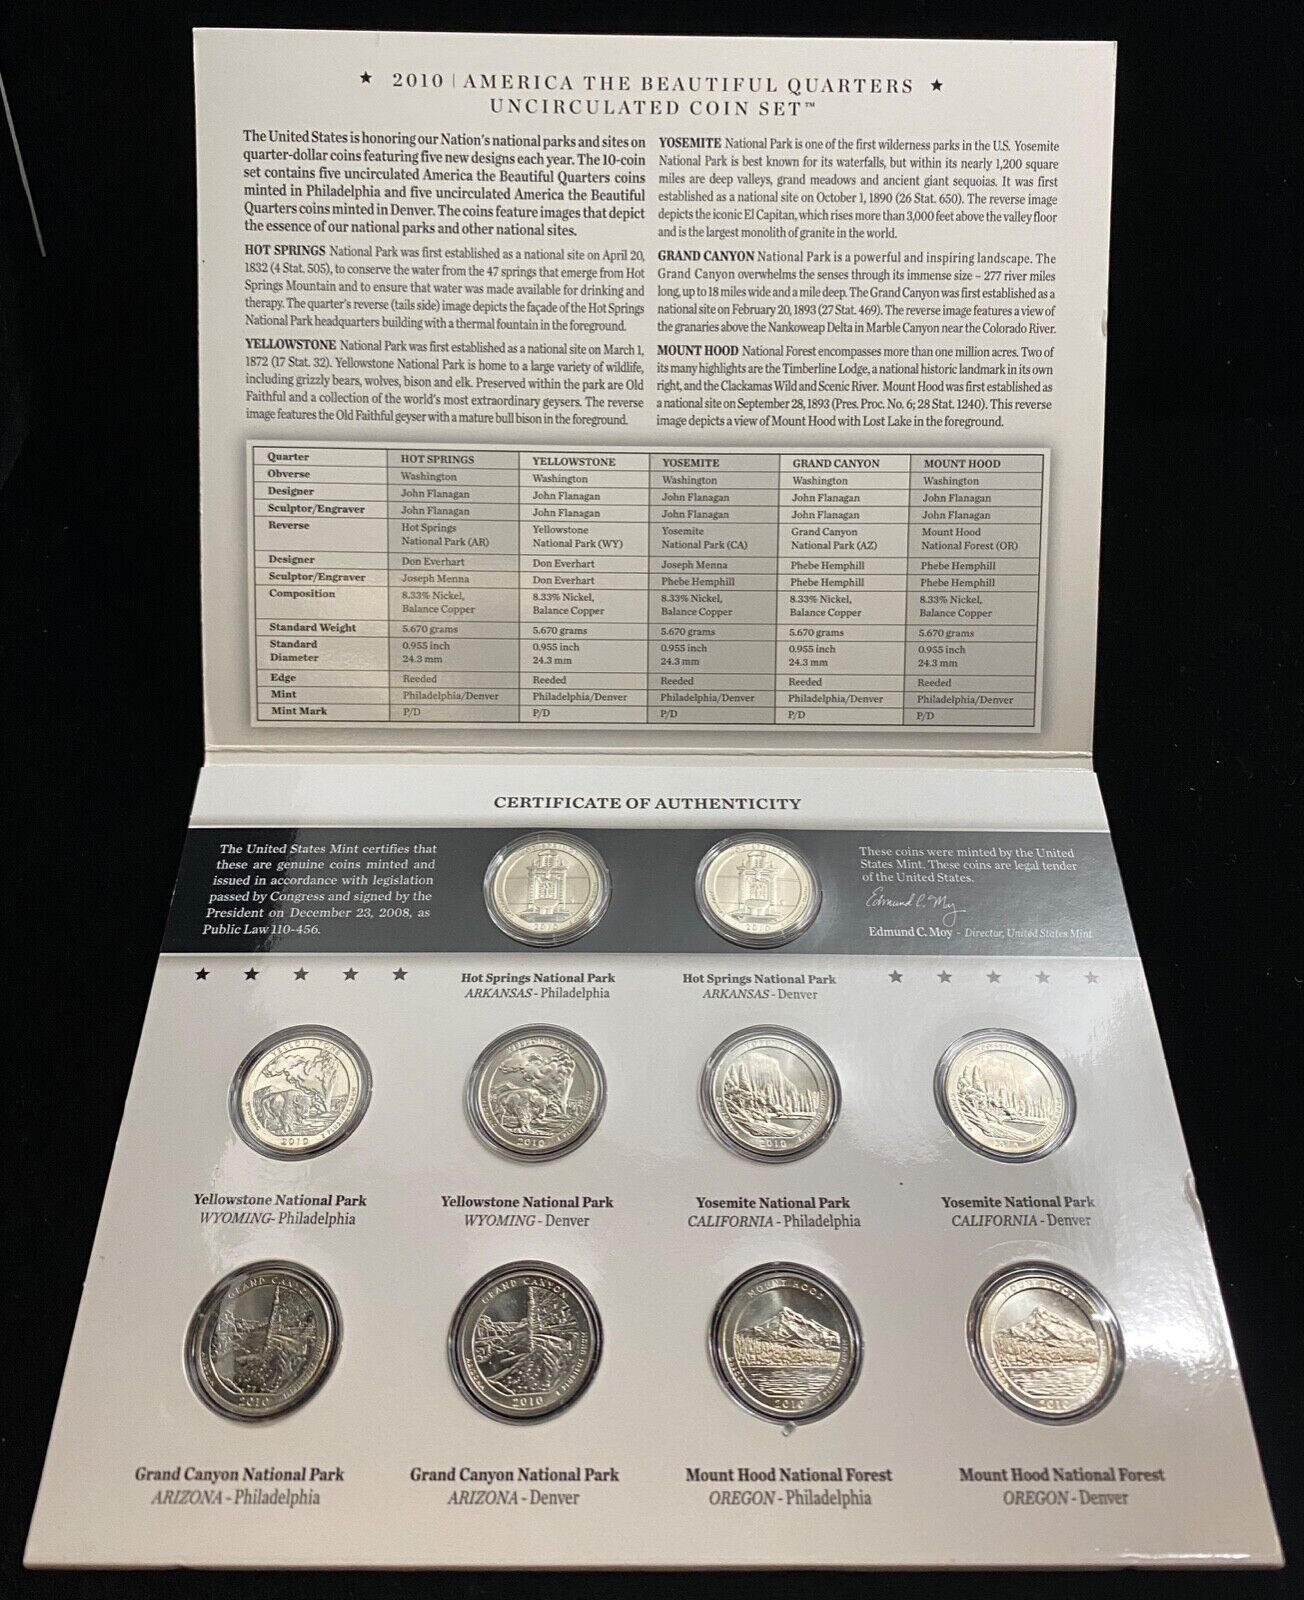 ★ 2010 | AMERICA THE BEAUTIFUL QUARTERS ★
UNCIRCULATED COIN SET™
The United States is honoring our Nation's national parks and sites on
quarter-dollar coins featuring five new designs each year. The 10-coin
set contains five uncirculated America the Beautiful Quarters coins
minted in Philadelphia and five uncirculated America the Beautiful
Quarters coins minted in Denver. The coins feature images that depict
the essence of our national parks and other national sites.
HOT SPRINGS National Park was first established as a national site on April 20,
1832 (4 Stat. 505), to conserve the water from the 47 springs that emerge from Hot
Springs Mountain and to ensure that water was made available for drinking and
therapy. The quarter's reverse (tails side) image depicts the façade of the Hot Springs
National Park headquarters building with a thermal fountain in the foreground.
YELLOWSTONE National Park was first established as a national site on March 1,
1872 (17 Stat. 32). Yellowstone National Park is home to a large variety of wildlife,
including grizzly bears, wolves, bison and elk. Preserved within the park are Old
Faithful and a collection of the world's most extraordinary geysers. The reverse
image features the Old Faithful geyser with a mature bull bison in the foreground.
YOSEMITE National Park is one of the first wilderness parks in the U.S. Yosemite
National Park is best known for its waterfalls, but within its nearly 1,200 square
miles are deep valleys, grand meadows and ancient giant sequoias. It was first
established as a national site on October 1, 1890 (26 Stat. 650). The reverse image
depicts the iconic El Capitan, which rises more than 3,000 feet above the valley floor
and is the largest monolith of granite in the world.
GRAND CANYON National Park is a powerful and inspiring landscape. The
Grand Canyon overwhelms the senses through its immense size – 277 river miles
long, up to 18 miles wide and a mile deep. The Grand Canyon was first established as a
national site on February 20, 1893 (27 Stat. 469). The reverse image features a view of
the granaries above the Nankoweap Delta in Marble Canyon near the Colorado River.
MOUNT HOOD National Forest encompasses more than one million acres. Two of
its many highlights are the Timberline Lodge, a national historic landmark in its own
right, and the Clackamas Wild and Scenic River. Mount Hood was first established as
a national site on September 28, 1893 (Pres. Proc. No. 6; 28 Stat. 1240). This reverse
image depicts a view of Mount Hood with Lost Lake in the foreground.
Quarter HOT SPRINGS YELLOWSTONE YOSEMITE GRAND CANYON MOUNT HOOD
Obverse Washington Washington Washington Washington Washington
Designer John Flanagan John Flanagan John Flanagan John Flanagan John Flanagan
Sculptor/Engraver John Flanagan John Flanagan John Flanagan John Flanagan John Flanagan
Reverse Hot Springs Yellowstone Yosemite Grand Canyon Mount Hood
National Park (AR) National Park (WY) National Park (CA) National Park (AZ) National Forest (OR)
Designer Don Everhart Don Everhart Joseph Menna Phebe Hemphill Phebe Hemphill
Sculptor/Engraver Joseph Menna Don Everhart Phebe Hemphill Phebe Hemphill Phebe Hemphill
Composition 8.33% Nickel, 8.33% Nickel, 8.33% Nickel, 8.33% Nickel, 8.33% Nickel,
Balance Copper Balance Copper Balance Copper Balance Copper Balance Copper
Standard Weight 5.670 grams 5.670 grams 5.670 grams 5.670 grams 5.670 grams
Standard 0.955 inch 0.955 inch 0.955 inch 0.955 inch 0.955 inch
Diameter 24.3 mm 24.3 mm 24.3 mm 24.3 mm 24.3 mm
Edge Reeded Reeded Reeded Reeded Reeded
Mint Philadelphia/Denver Philadelphia/Denver Philadelphia/Denver Philadelphia/Denver Philadelphia/Denver
Mint Mark P/D P/D P/D P/D P/D
CERTIFICATE OF AUTHENTICITY
The United States Mint certifies that
these are genuine coins minted and
issued in accordance with legislation
passed by Congress and signed by the
President on December 23, 2008, as
Public Law 110-456.
HOT SPRINGS
2010
HOT SPRINGS
2010
These coins were minted by the United
States Mint. These coins are legal tender
of the United States.
Edmund C. Moy
Edmund C. Moy - Director, United States Mint
★ ★ ★ ★ ★
Hot Springs National Park
ARKANSAS - Philadelphia
Hot Springs National Park
ARKANSAS - Denver
★ ★ ★ ★ ★
YELLOWSTONE
2010
YELLOWSTONE
2010
YOSEMITE
2010
YOSEMITE
2010
Yellowstone National Park
WYOMING- Philadelphia
Yellowstone National Park
WYOMING - Denver
Yosemite National Park
CALIFORNIA - Philadelphia
Yosemite National Park
CALIFORNIA - Denver
GRAND CANYON
ARIZONA
2010
GRAND CANYON
ARIZONA
2010
MOUNT HOOD
OREGON
2010
MOUNT HOOD
OREGON
2010
Grand Canyon National Park
ARIZONA - Philadelphia
Grand Canyon National Park
ARIZONA - Denver
Mount Hood National Forest
OREGON - Philadelphia
Mount Hood National Forest
OREGON - Denver